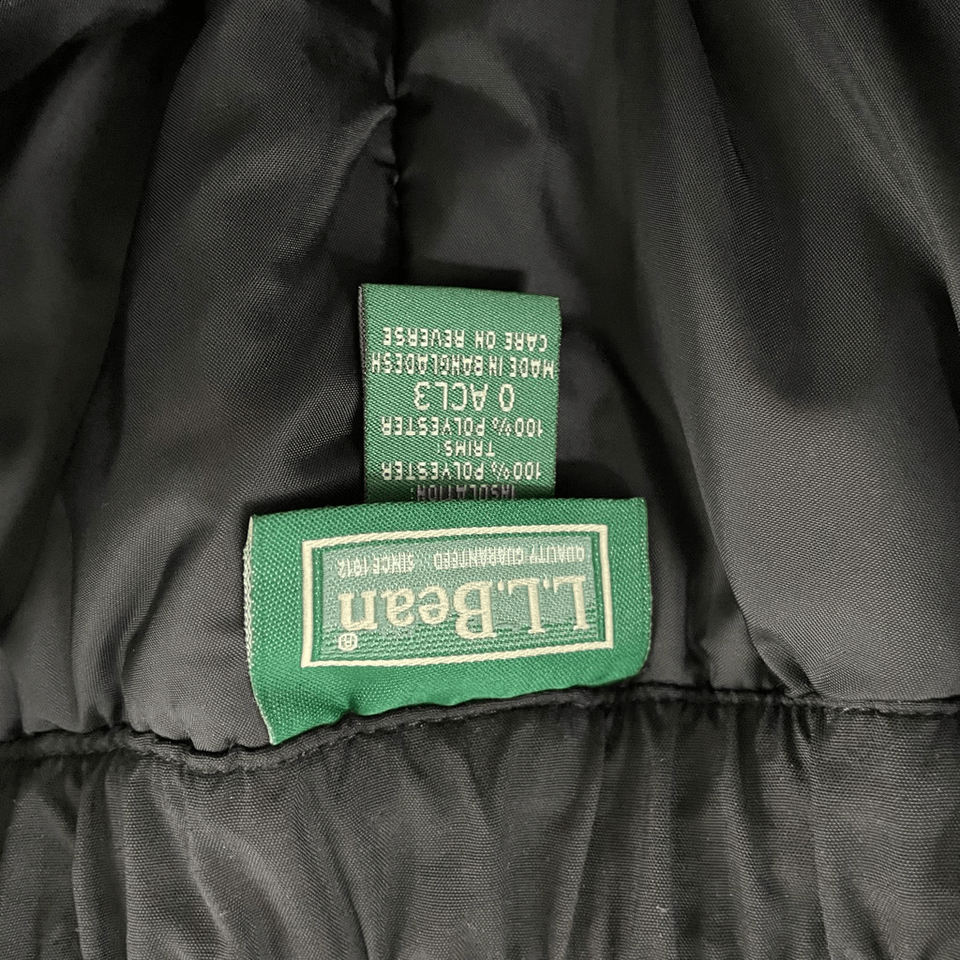 L.L.Bean®
QUALITY GUARANTEED SINCE 1912
INSULATION:
100% POLYESTER
TRIMS:
100% POLYESTER
0 ACL3
MADE IN BANGLADESH
CARE ON REVERSE